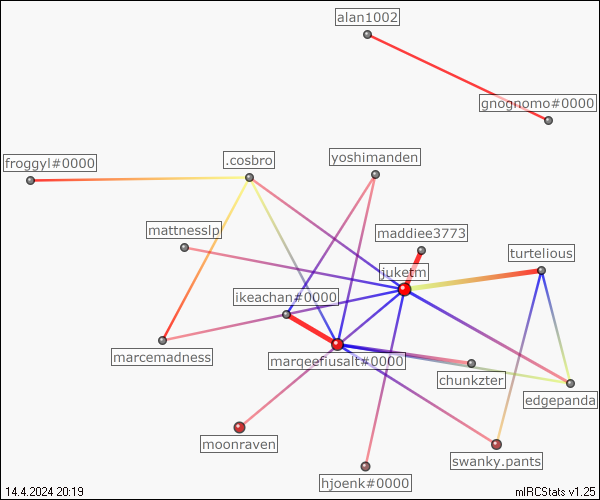 alan1002
gnognomo#0000
froggyl#0000
.cosbro
yoshimanden
mattnesslp
maddiee3773
turtelious
juketm
ikeachan#0000
marcemadness
marqeefiusalt#0000
chunkzter
edgepanda
moonraven
swanky.pants
hjoenk#0000
14.4.2024 20:19
mIRCStats v1.25